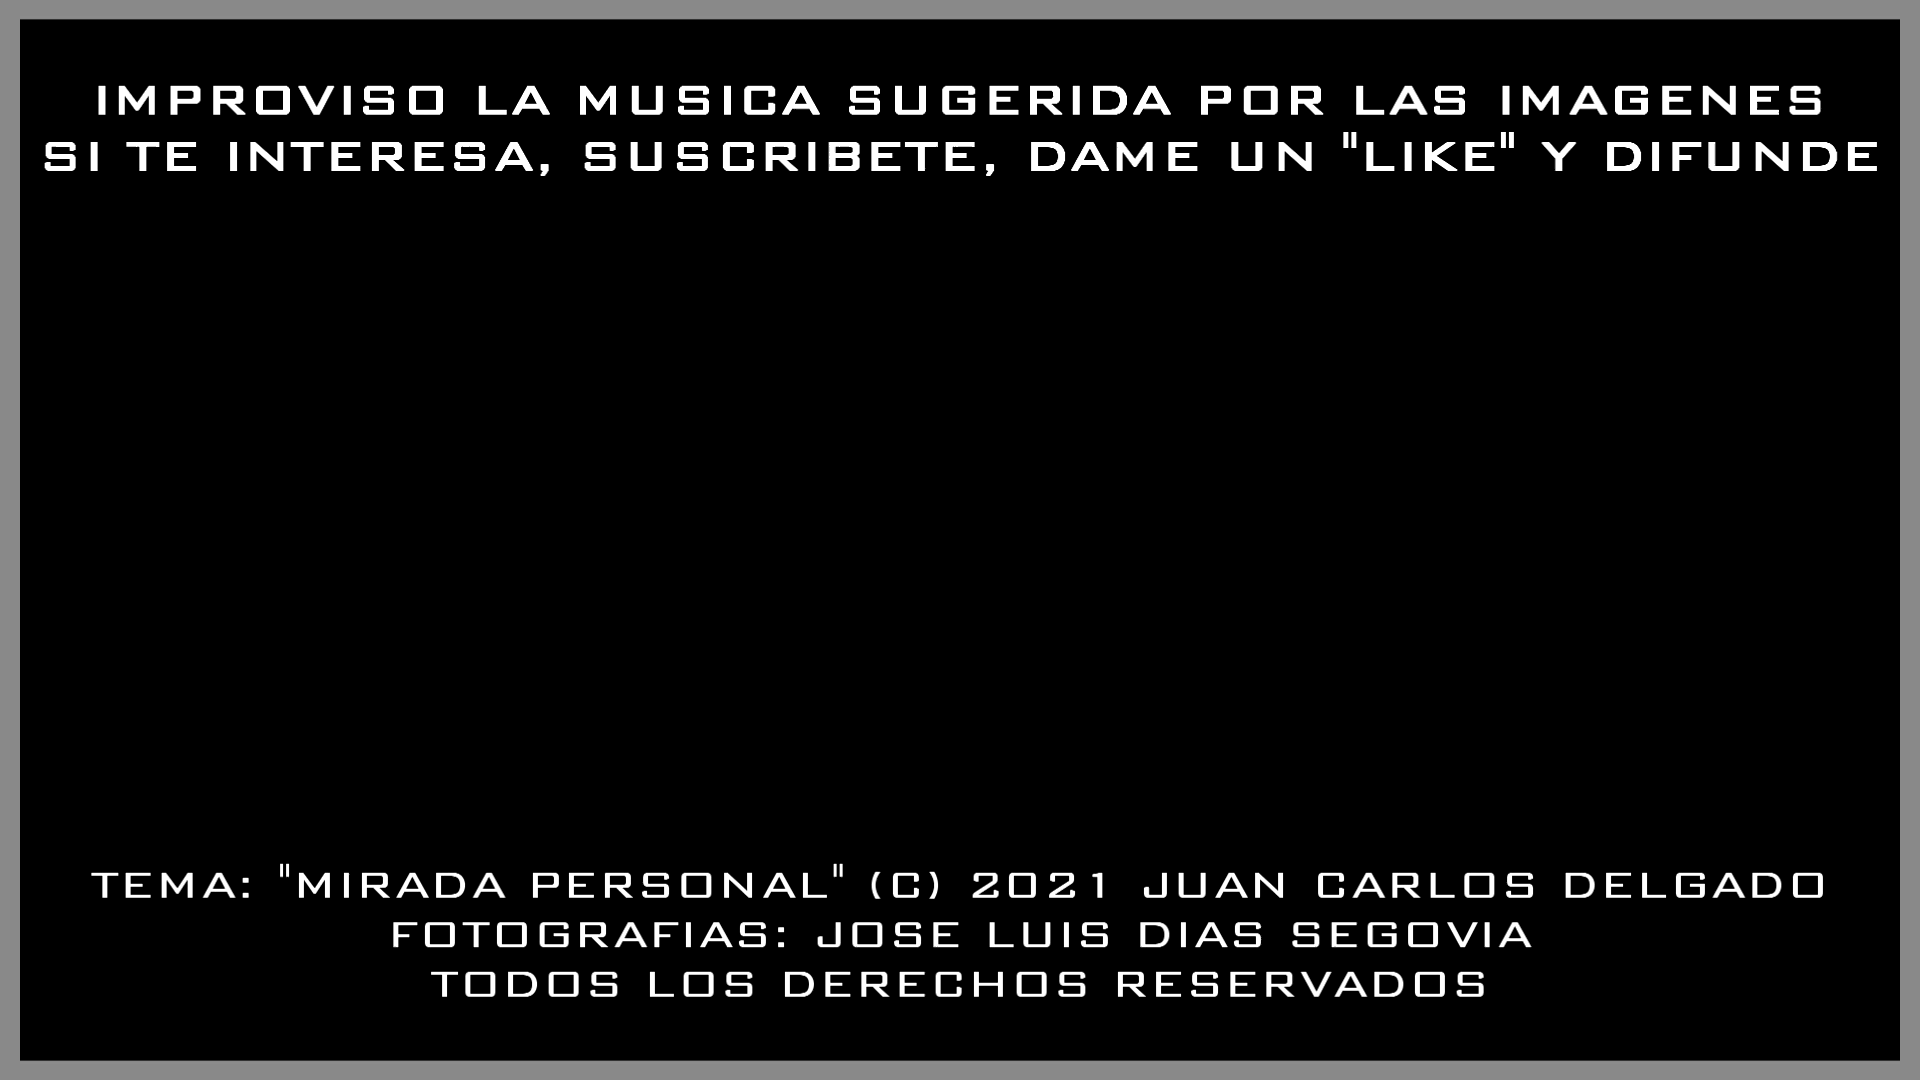 IMPROVISO LA MUSICA SUGERIDA POR LAS IMAGENES
SI TE INTERESA, SUSCRIBETE, DAME UN "LIKE" Y DIFUNDE
TEMA: "MIRADA PERSONAL" (C) 2021 JUAN CARLOS DELGADO
FOTOGRAFIAS: JOSE LUIS DIAS SEGOVIA
TODOS LOS DERECHOS RESERVADOS